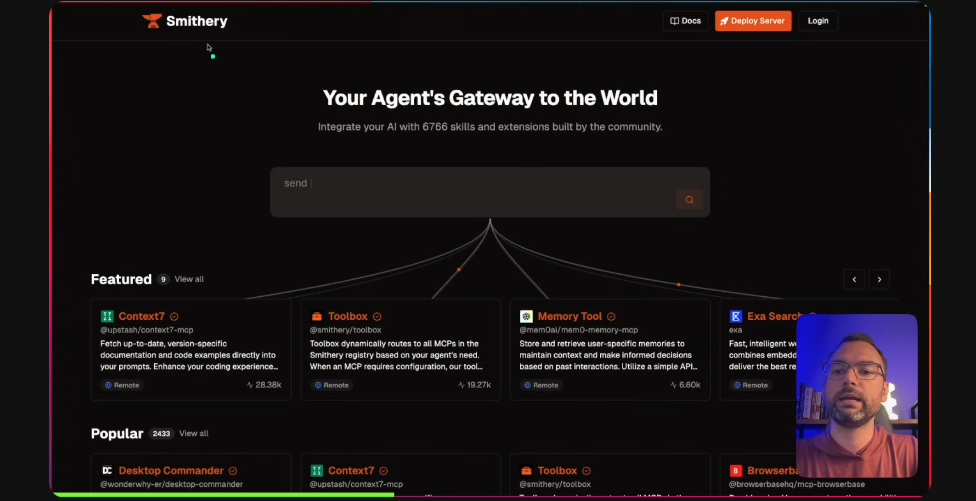 Smithery
Docs
Deploy Server
Login
Your Agent's Gateway to the World
Integrate your AI with 6766 skills and extensions built by the community.
send
Featured 9 View all
Context7
@upstash/context7-mcp
Fetch up-to-date, version-specific
documentation and code examples directly into
your prompts. Enhance your coding experience...
Remote 28.38k
Toolbox
@smithery/toolbox
Toolbox dynamically routes to all MCPs in the
Smithery registry based on your agent's need.
When an MCP requires configuration, our tool...
Remote 19.27k
Memory Tool
@mem0ai/mem0-memory-mcp
Store and retrieve user-specific memories to
maintain context and make informed decisions
based on past interactions. Utilize a simple API...
Remote 6.60k
Exa Search
exa
Fast, intelligent
combines
deliver the best
Remote
Popular 2433 View all
DC Desktop Commander
@wonderwhy-er/desktop-commander
Context7
@upstash/context7-mcp
Toolbox
@smithery/toolbox
B
@browserbasehq/mcp-browserbase